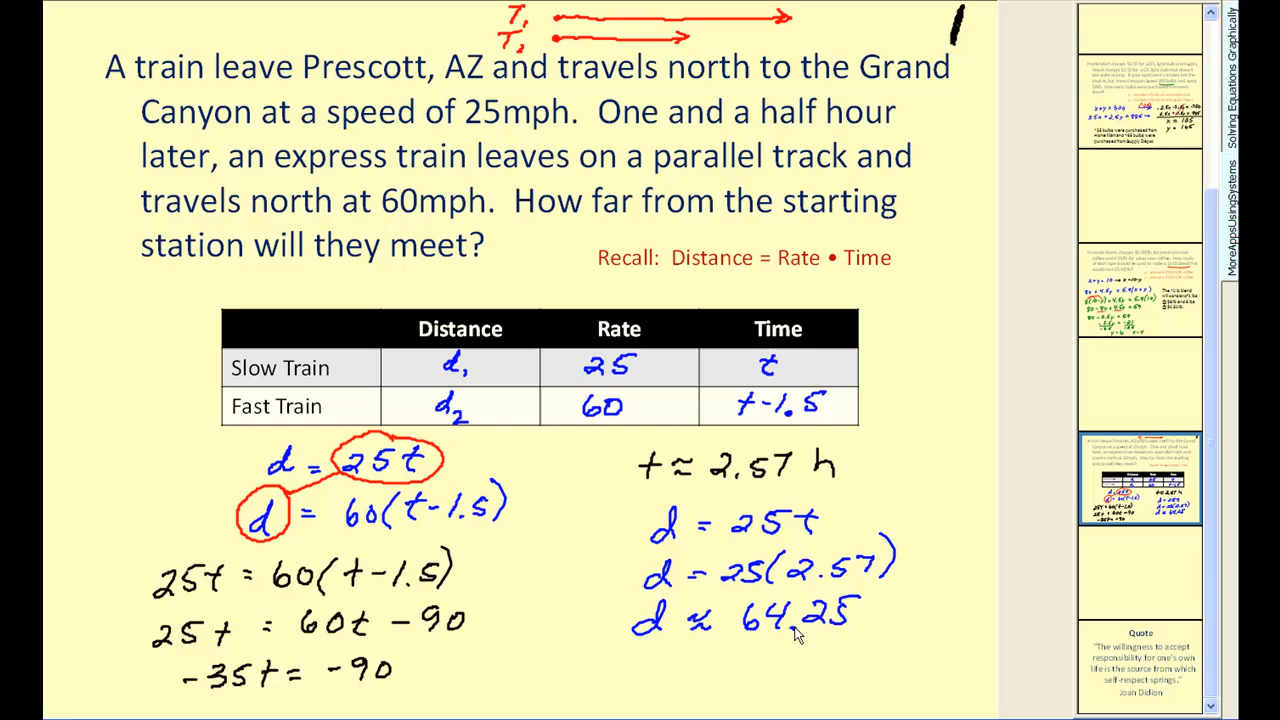 T₁
T₂
1
A train leave Prescott, AZ and travels north to the Grand
Canyon at a speed of 25mph. One and a half hour
later, an express train leaves on a parallel track and
travels north at 60mph. How far from the starting
station will they meet?
Recall: Distance = Rate • Time
Distance Rate Time
Slow Train d₁ 25 t
Fast Train d₂ 60 t-1.5
d = 25t
d = 60(t-1.5)
25t = 60(t-1.5)
25t = 60t - 90
-35t = -90
t ≈ 2.57 h
d = 25t
d = 25(2.57)
d ≈ 64.25
Solving Equations Graphically
MoreAppsUsingSystems
Quote
"The willingness to accept
responsibility for one's own
life is the source from which
self-respect springs."
Joan Didion